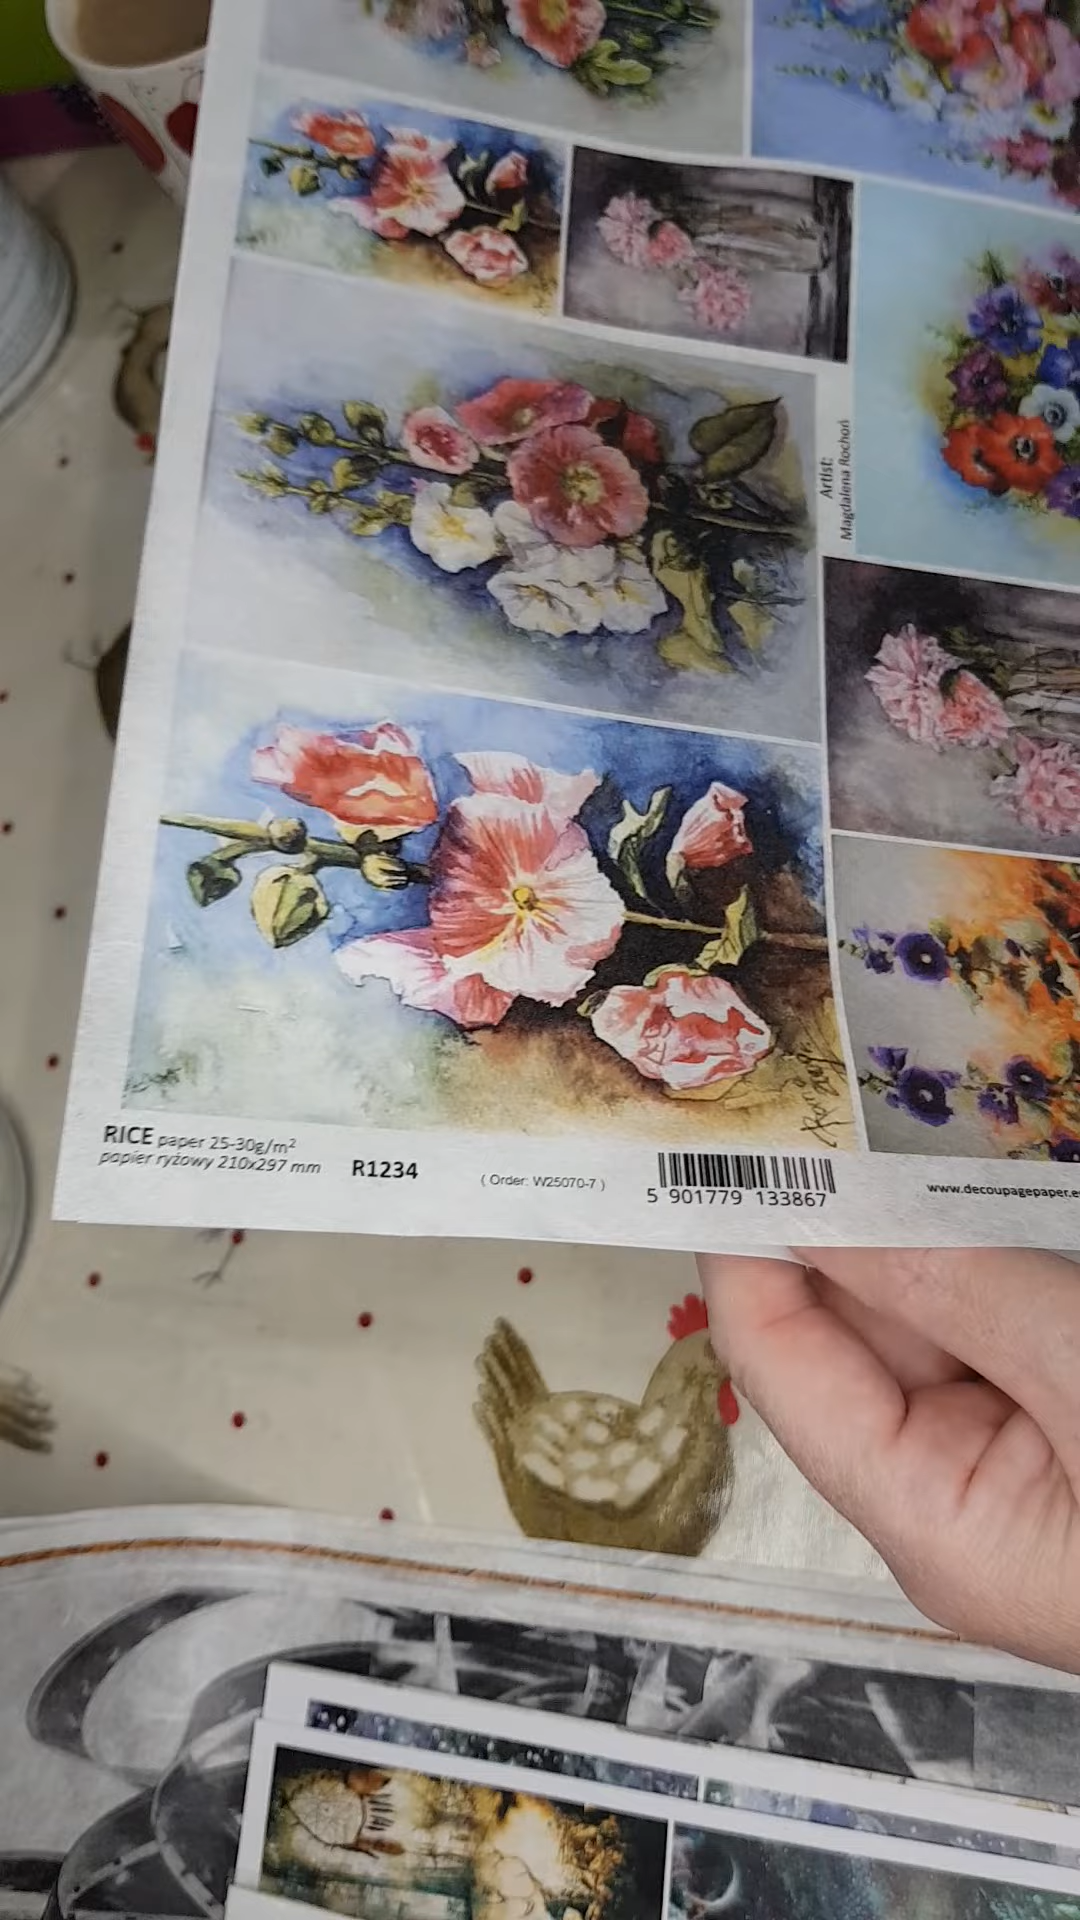 Artist:
Magdalena Rochoń
RICE paper 25-30g/m²
papier ryżowy 210x297 mm
R1234
( Order: W25070-7 )
5 901779 133867
www.decoupagepaper.e